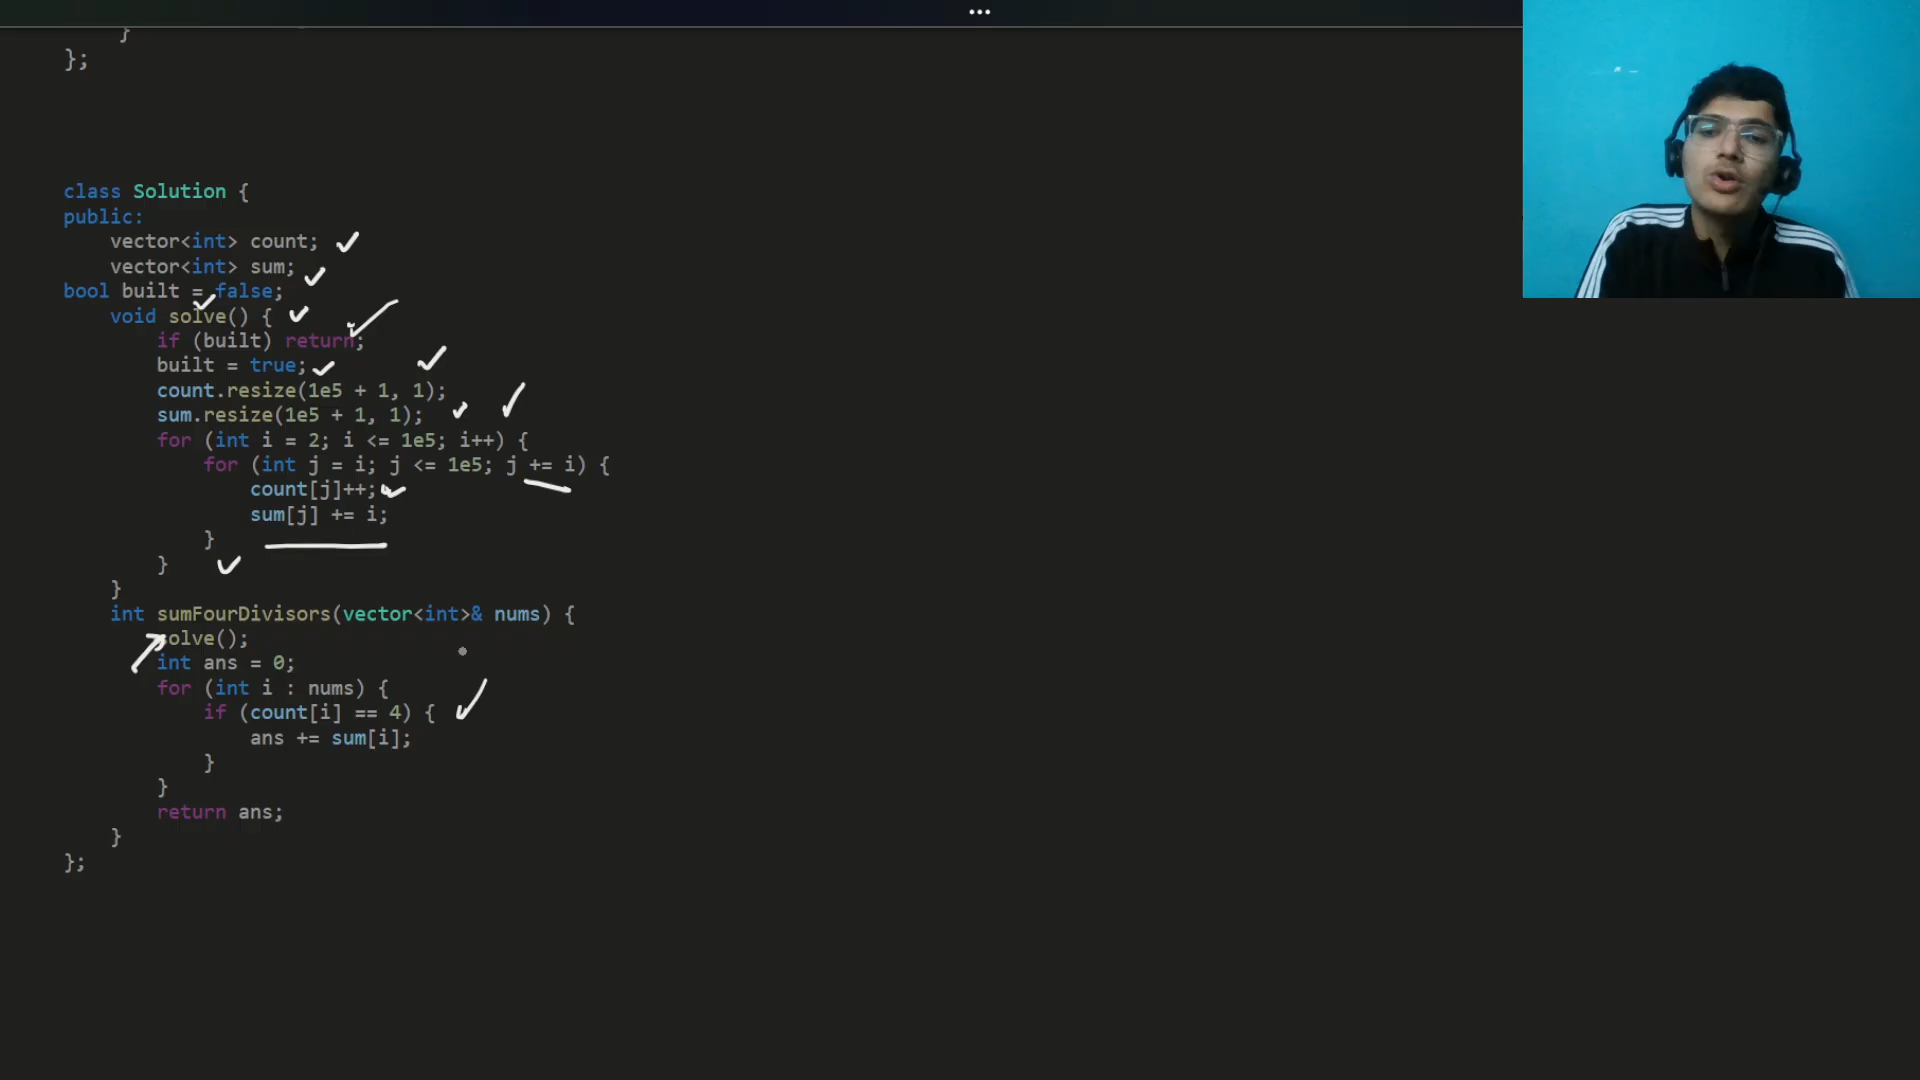 }
};
class Solution {
public:
    vector<int> count;
    vector<int> sum;
bool built = false;
    void solve() {
        if (built) return;
        built = true;
        count.resize(1e5 + 1, 1);
        sum.resize(1e5 + 1, 1);
        for (int i = 2; i <= 1e5; i++) {
            for (int j = i; j <= 1e5; j += i) {
                count[j]++;
                sum[j] += i;
            }
        }
    }
    int sumFourDivisors(vector<int>& nums) {
        solve();
        int ans = 0;
        for (int i : nums) {
            if (count[i] == 4) {
                ans += sum[i];
            }
        }
        return ans;
    }
};